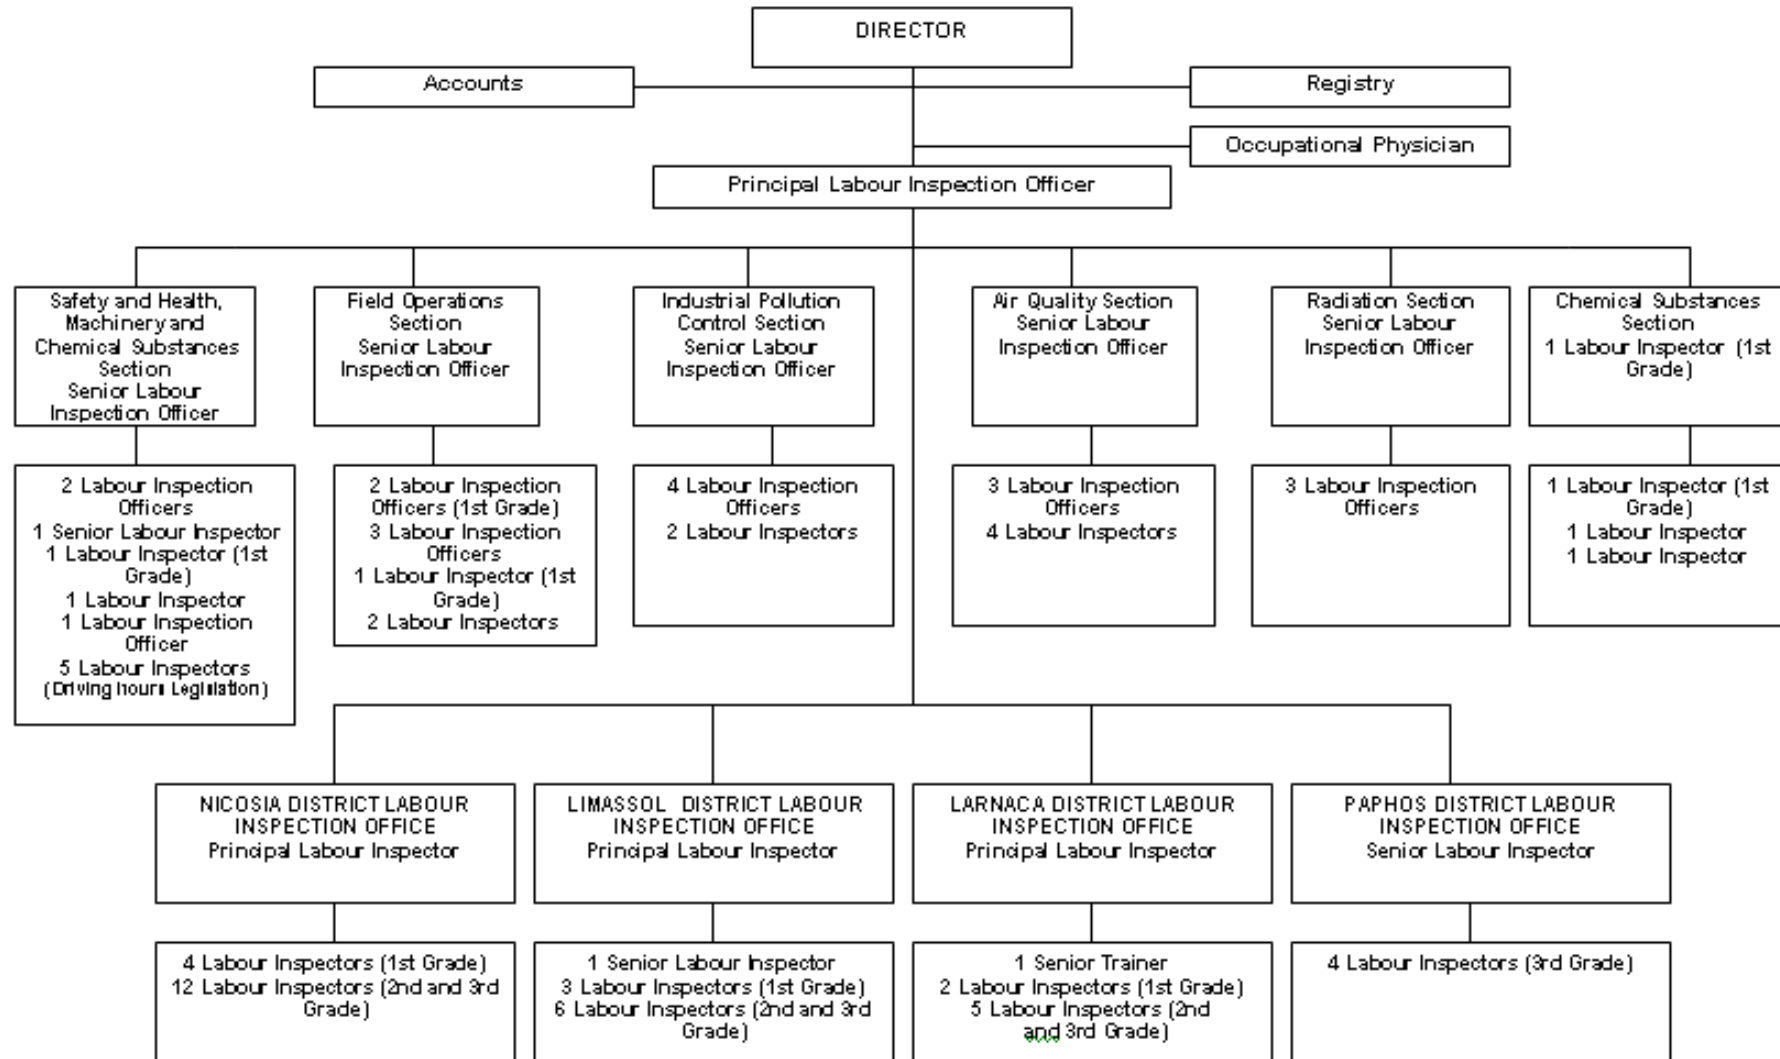 DIRECTOR
Accounts
Registry
Occupational Physician
Principal Labour Inspection Officer
Safety and Health,
Machinery and
Chemical Substances
Section
Senior Labour
Inspection Officer
Field Operations
Section
Senior Labour
Inspection Officer
Industrial Pollution
Control Section
Senior Labour
Inspection Officer
Air Quality Section
Senior Labour
Inspection Officer
Radiation Section
Senior Labour
Inspection Officer
Chemical Substances
Section
1 Labour Inspector (1st
Grade)
2 Labour Inspection
Officers
1 Senior Labour Inspector
1 Labour Inspector (1st
Grade)
1 Labour Inspector
1 Labour Inspection
Officer
5 Labour Inspectors
(Driving hours Legislation)
2 Labour Inspection
Officers (1st Grade)
3 Labour Inspection
Officers
1 Labour Inspector (1st
Grade)
2 Labour Inspectors
4 Labour Inspection
Officers
2 Labour Inspectors
3 Labour Inspection
Officers
4 Labour Inspectors
3 Labour Inspection
Officers
1 Labour Inspector (1st
Grade)
1 Labour Inspector
1 Labour Inspector
NICOSIA DISTRICT LABOUR
INSPECTION OFFICE
Principal Labour Inspector
LIMASSOL DISTRICT LABOUR
INSPECTION OFFICE
Principal Labour Inspector
LARNACA DISTRICT LABOUR
INSPECTION OFFICE
Principal Labour Inspector
PAPHOS DISTRICT LABOUR
INSPECTION OFFICE
Senior Labour Inspector
4 Labour Inspectors (1st Grade)
12 Labour Inspectors (2nd and 3rd
Grade)
1 Senior Labour Inspector
3 Labour Inspectors (1st Grade)
6 Labour Inspectors (2nd and 3rd
Grade)
1 Senior Trainer
2 Labour Inspectors (1st Grade)
5 Labour Inspectors (2nd
and 3rd Grade)
4 Labour Inspectors (3rd Grade)